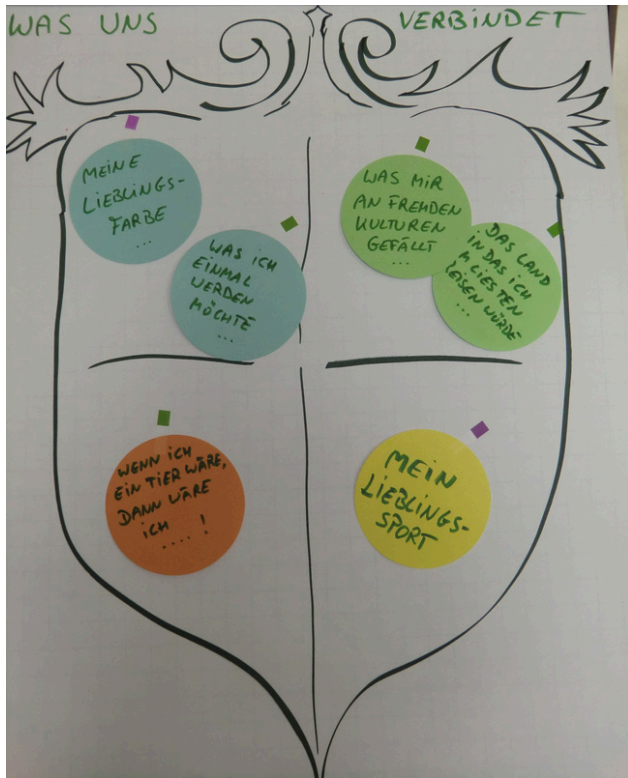 WAS UNS VERBINDET
MEINE
LIEBLINGS-
FARBE
...
WAS ICH
EINMAL
WERDEN
MÖCHTE
...
WAS MIR
AN FREMDEN
KULTUREN
GEFÄLLT
...
DAS LAND
IN DAS ICH
AM LIESTEN
REISEN WÜRDE
...
WENN ICH
EIN TIER WÄRE,
DANN WÄRE
ICH
.... !
MEIN
LIEBLINGS-
SPORT